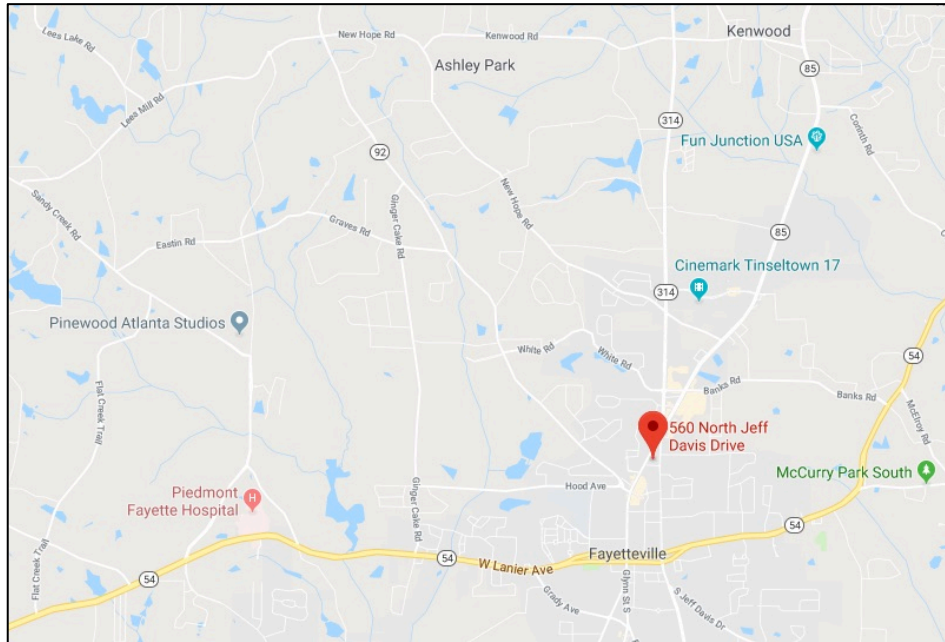 Lees Lake Rd
New Hope Rd
Kenwood Rd
Kenwood
Ashley Park
85
Lees Mill Rd
314
Corinth Rd
Fun Junction USA
92
Sandy Creek Rd
Ginger Cake Rd
New Hope Rd
Graves Rd
85
Eastin Rd
Cinemark Tinseltown 17
314
Pinewood Atlanta Studios
54
White Rd
White Rd
Banks Rd
Banks Rd
Flat Creek Trail
McElroy Rd
560 North Jeff
Davis Drive
McCurry Park South
Piedmont
Fayette Hospital
Hood Ave
Ginger Cake Rd
54
Flat Creek Trail
54
W Lanier Ave
Fayetteville
54
Grady Ave
Glynn St S
S Jeff Davis Dr